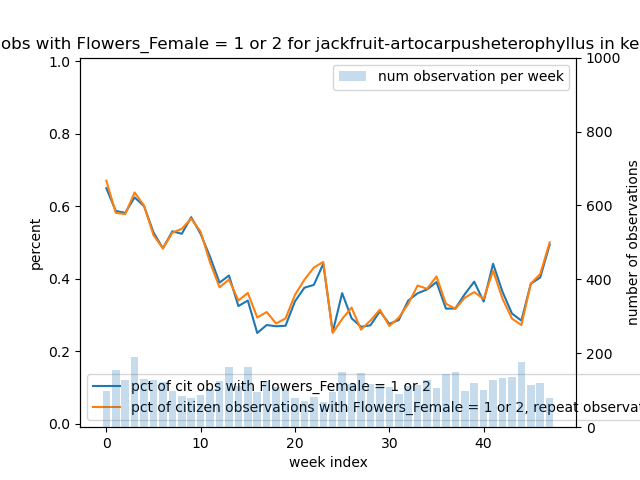 obs with Flowers_Female = 1 or 2 for jackfruit-artocarpusheterophyllus in ke
num observation per week
1.0
0.8
0.6
0.4
0.2
0.0
percent
1000
800
600
400
200
0
number of observations
pct of cit obs with Flowers_Female = 1 or 2
pct of citizen observations with Flowers_Female = 1 or 2, repeat observat
0 10 20 30 40
week index